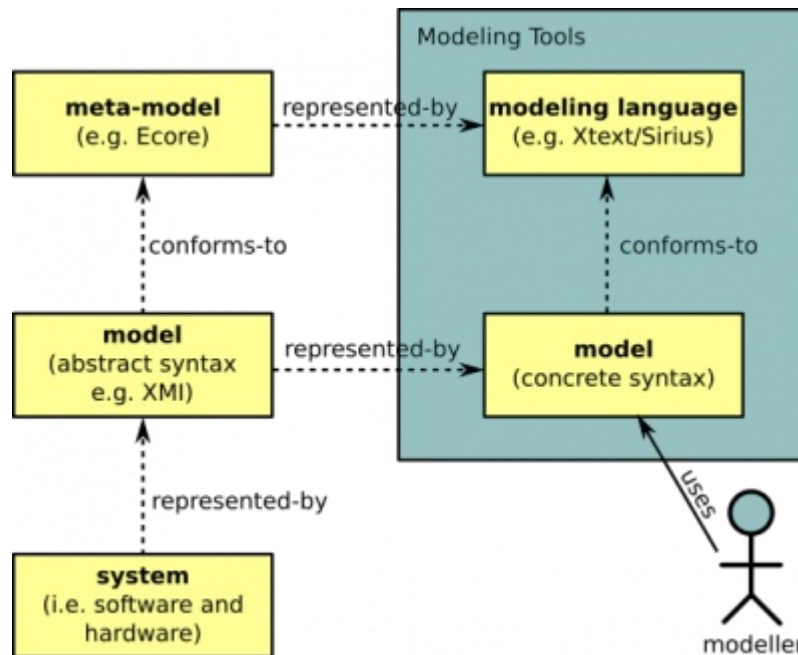 Modeling Tools
meta-model
(e.g. Ecore)
represented-by
modeling language
(e.g. Xtext/Sirius)
conforms-to
conforms-to
model
(abstract syntax
e.g. XMI)
represented-by
model
(concrete syntax)
uses
represented-by
system
(i.e. software and
hardware)
modeller